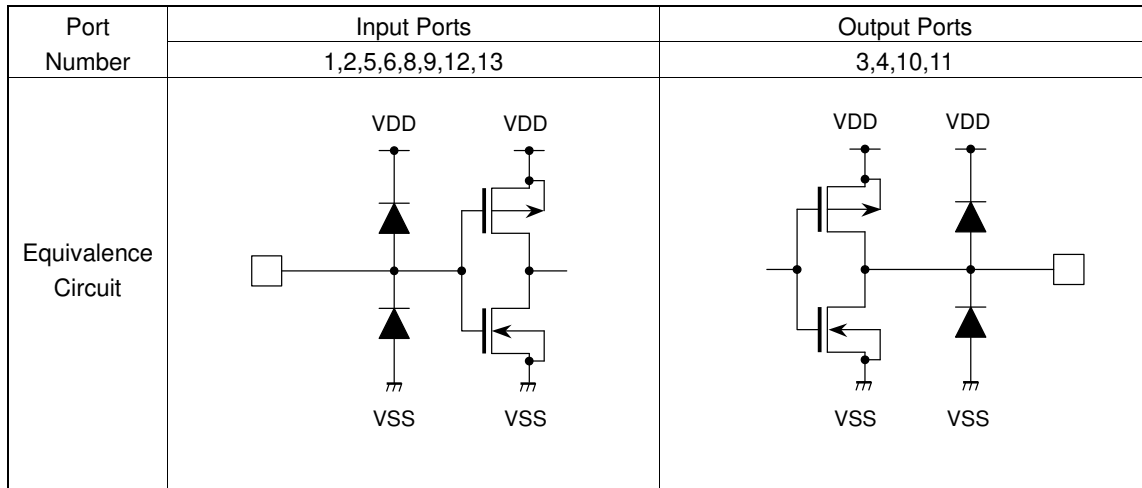 Port Number
Input Ports
Output Ports
1,2,5,6,8,9,12,13
3,4,10,11
Equivalence
Circuit
VDD VDD
VSS VSS
VDD VDD
VSS VSS